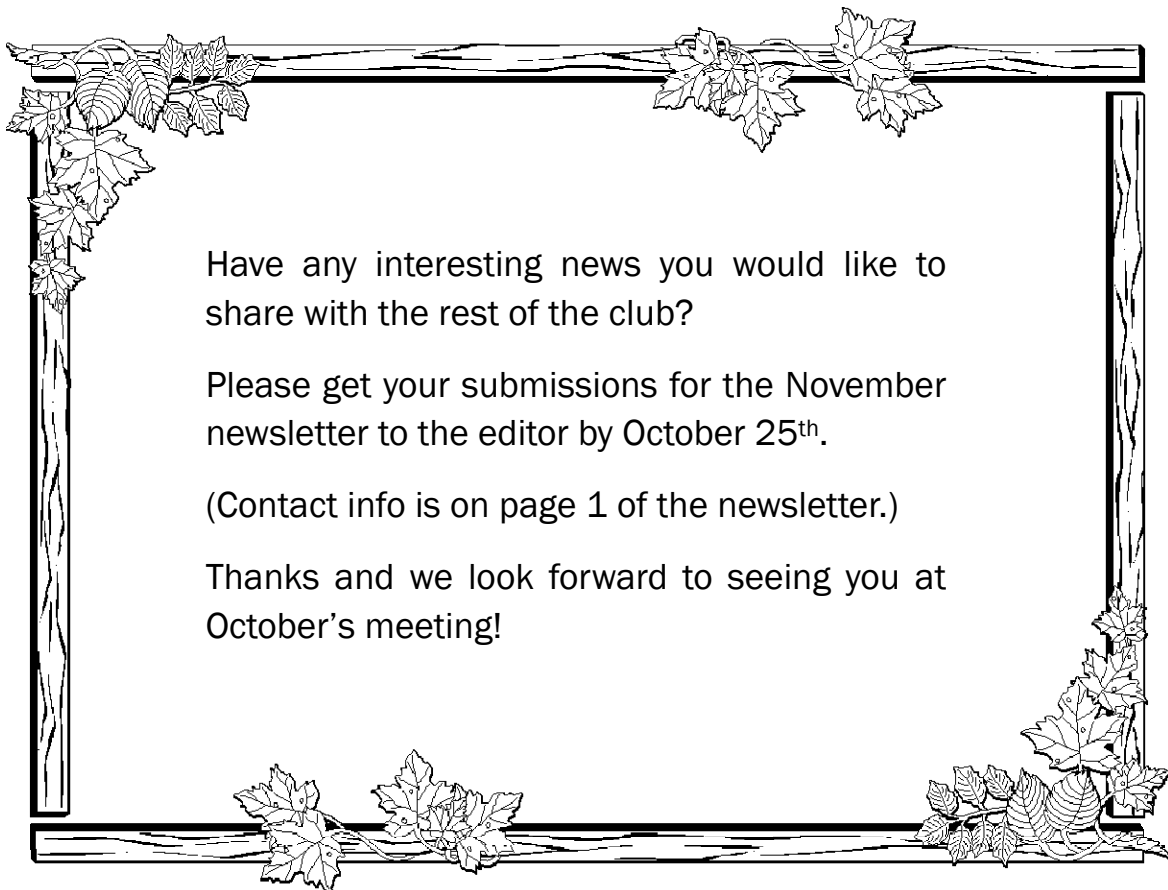 Have any interesting news you would like to
share with the rest of the club?
Please get your submissions for the November
newsletter to the editor by October 25th.
(Contact info is on page 1 of the newsletter.)
Thanks and we look forward to seeing you at
October’s meeting!